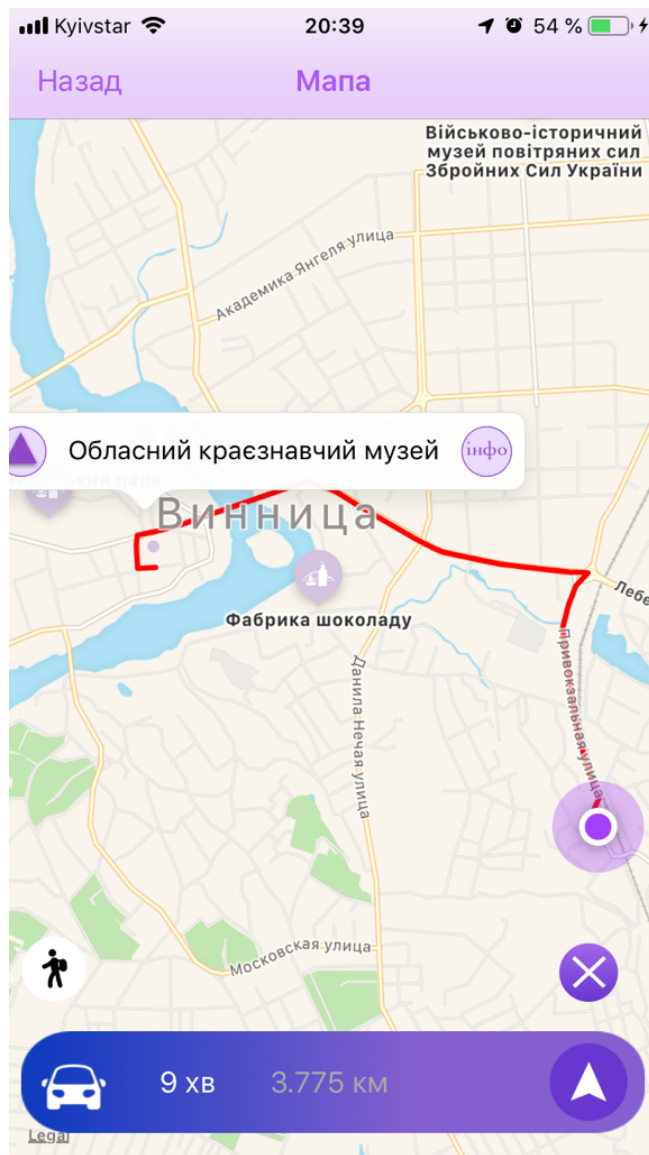 Kyivstar
20:39
54 %
Назад
Мапа
Військово-історичний
музей повітряних сил
Збройних Сил України
Академика Янгеля улица
Обласний краєзнавчий музей
інфо
кий парк
Винница
Фабрика шоколаду
Лебе
Привокзальная улица
Данила Нечая улица
Московская улица
9 хв
3.775 км
Legal